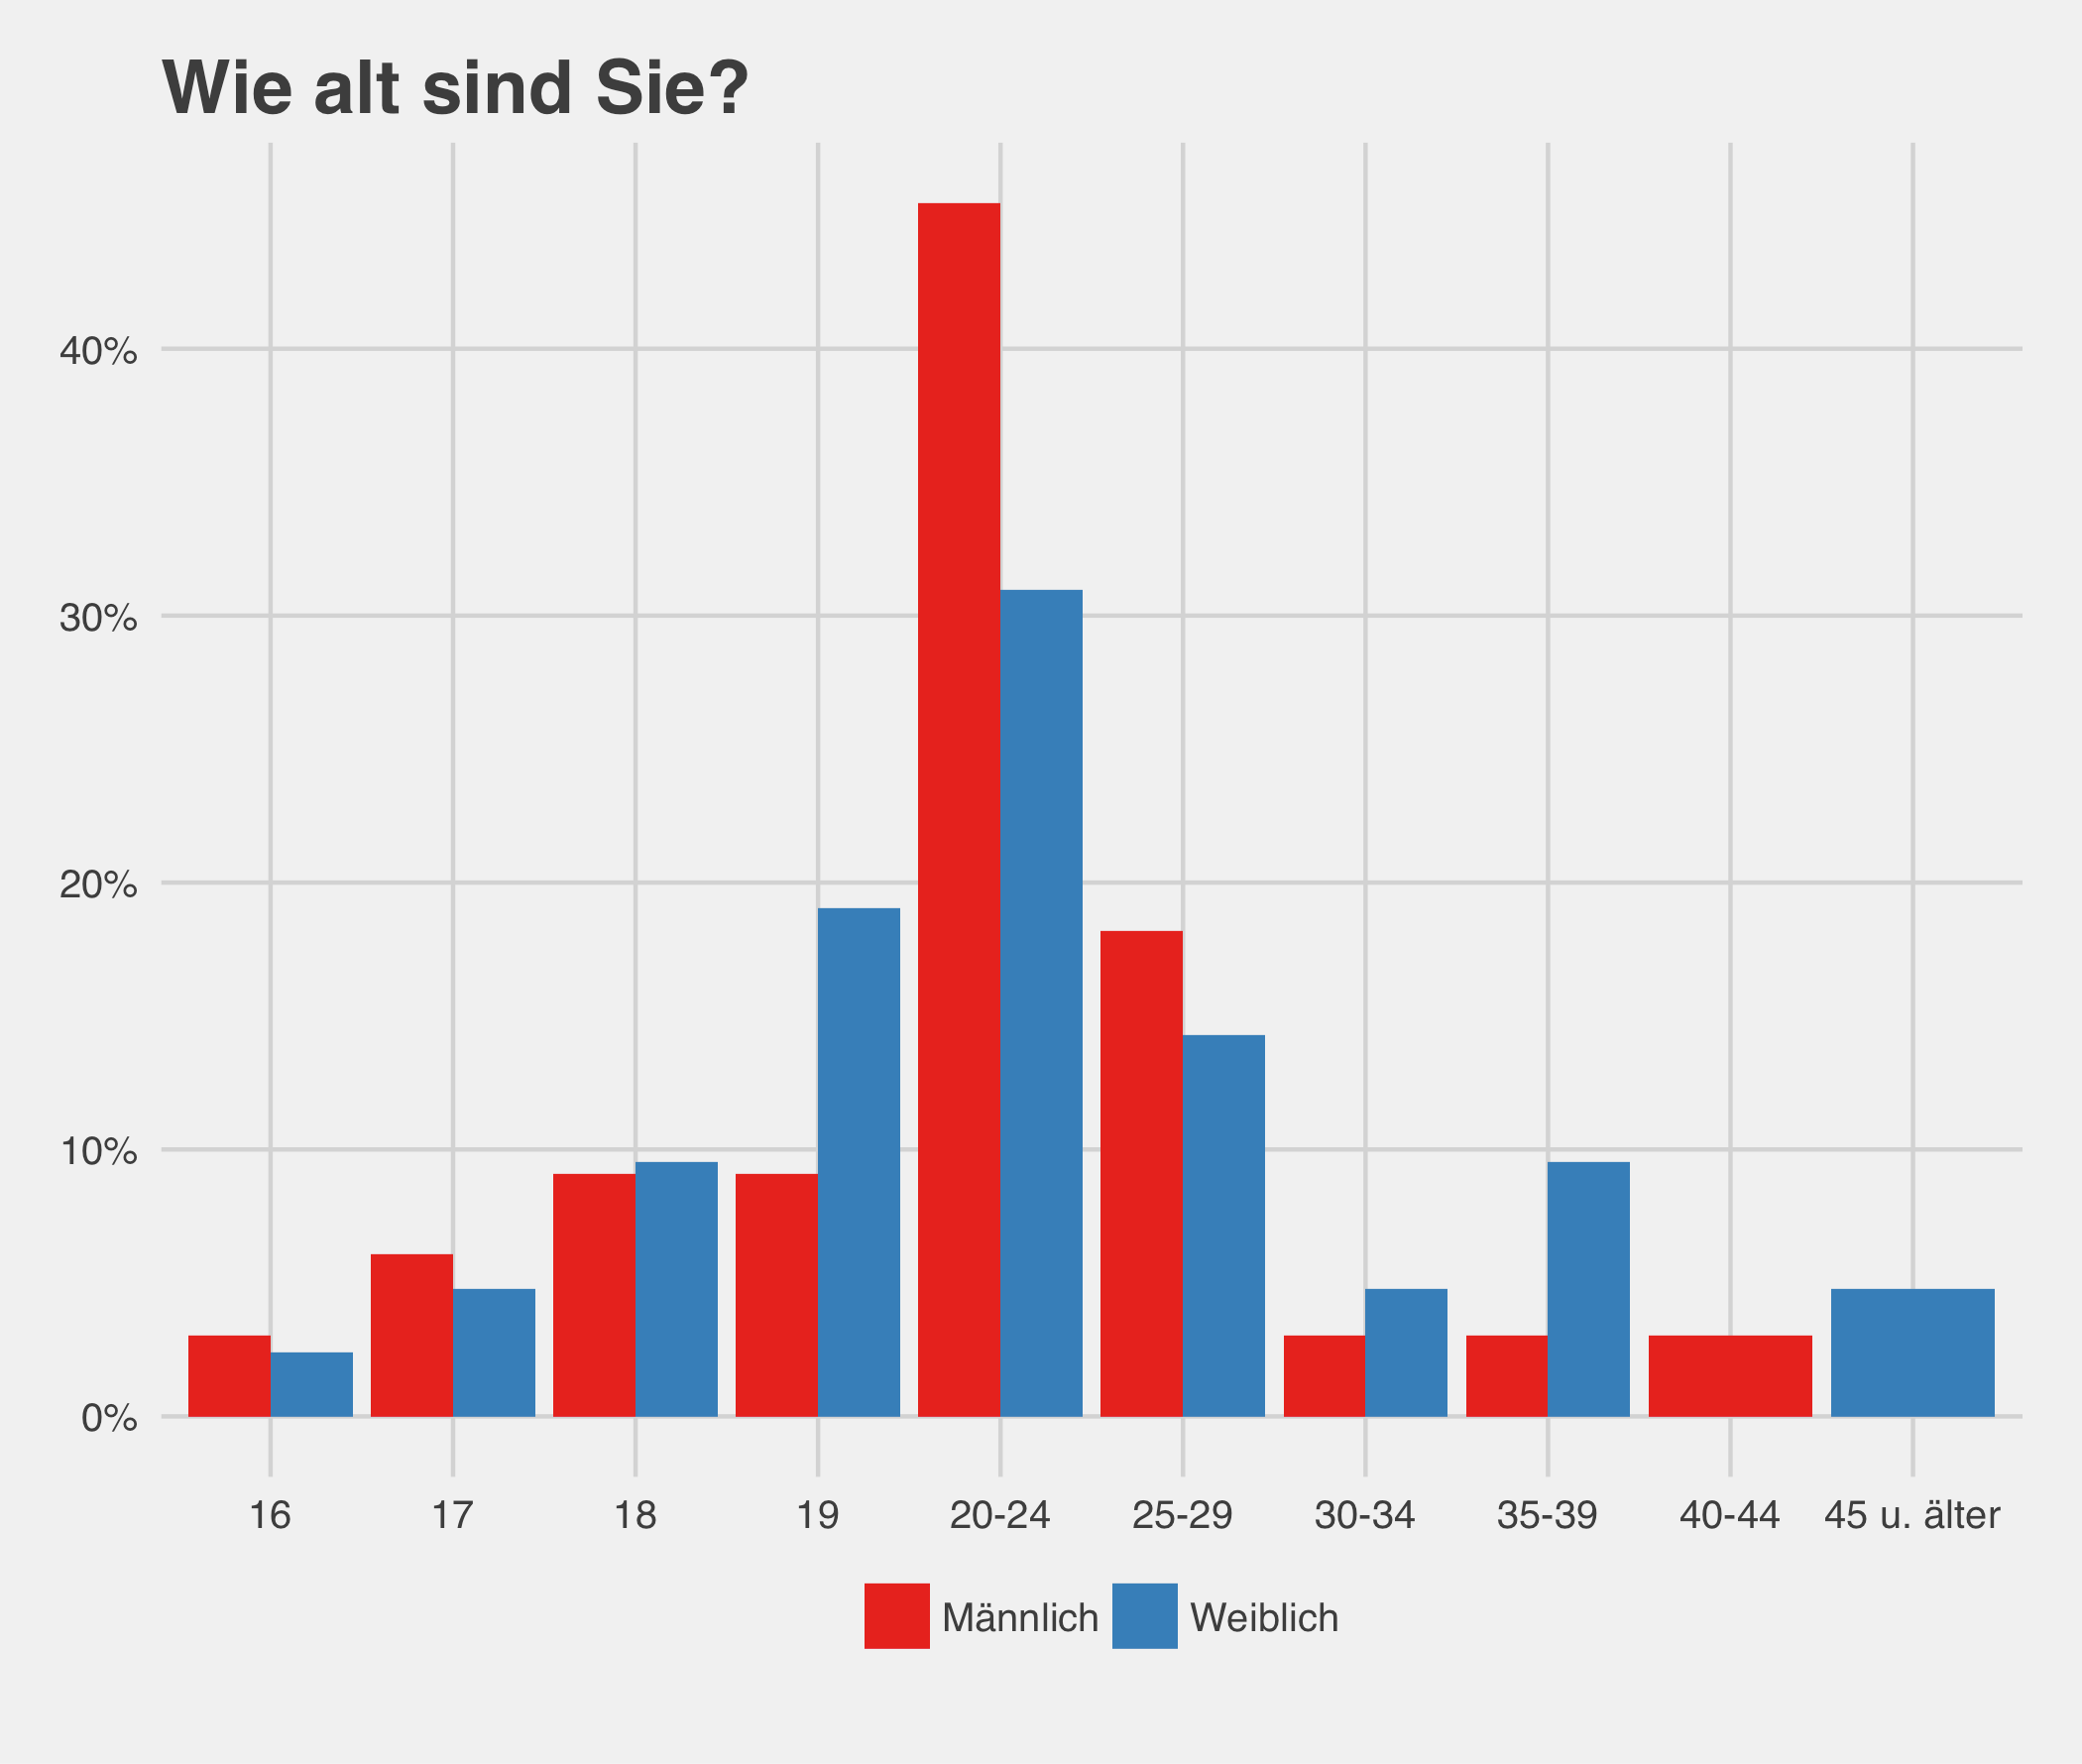 Wie alt sind Sie?
40%
30%
20%
10%
0%
16 17 18 19 20-24 25-29 30-34 35-39 40-44 45 u. älter
Männlich Weiblich